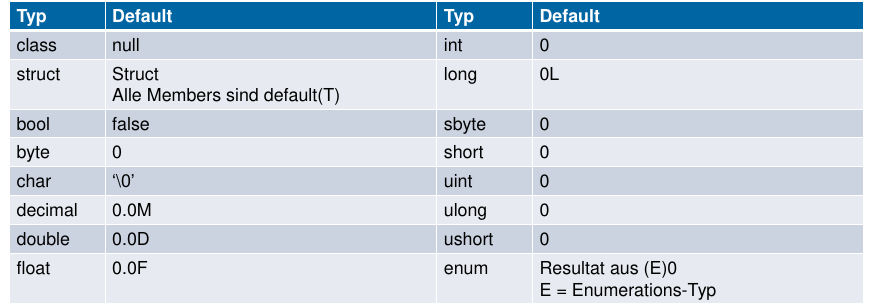 Typ Default Typ Default
class null int 0
struct Struct long 0L
Alle Members sind default(T)
bool false sbyte 0
byte 0 short 0
char ‘\0’ uint 0
decimal 0.0M ulong 0
double 0.0D ushort 0
float 0.0F enum Resultat aus (E)0
E = Enumerations-Typ